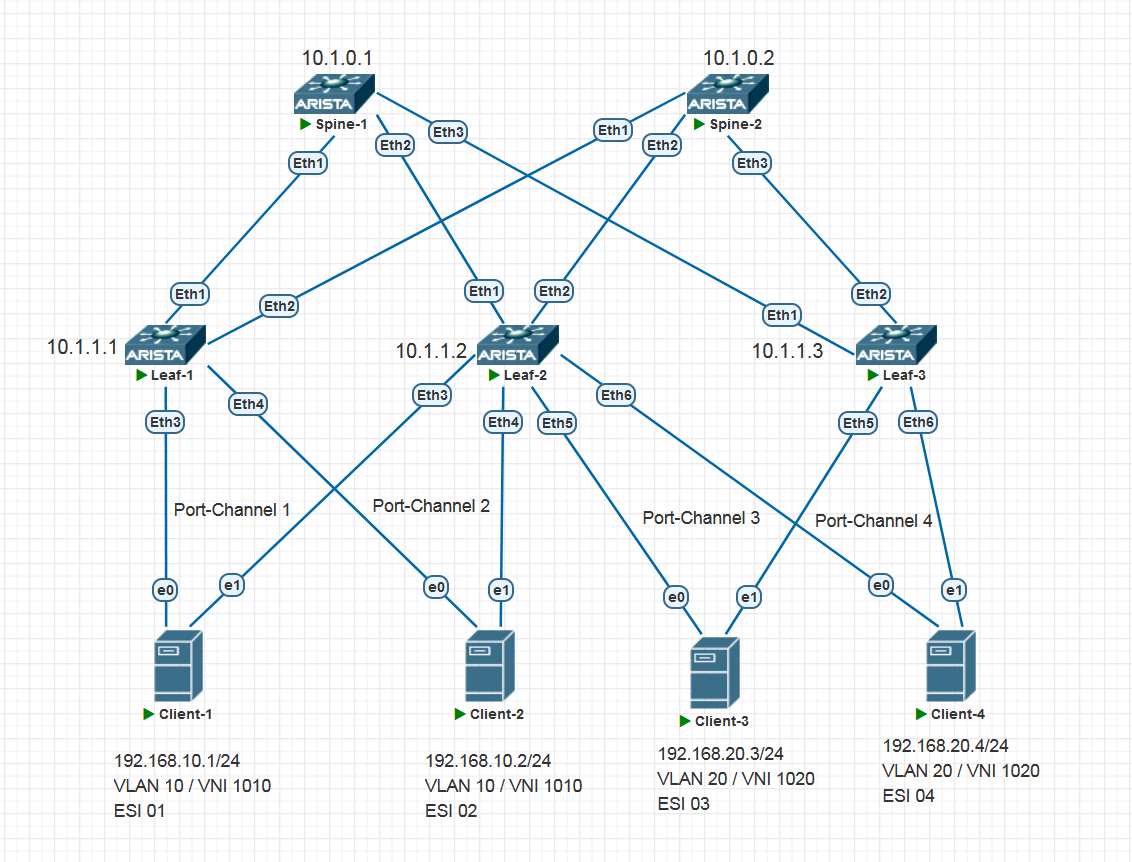 10.1.0.1
10.1.0.2
ARISTA
ARISTA
Spine-1
Spine-2
Eth3
Eth1
Eth2
Eth2
Eth1
Eth3
Eth1
Eth1
Eth2
Eth2
Eth2
Eth1
10.1.1.1
ARISTA
10.1.1.2
ARISTA
10.1.1.3
ARISTA
Leaf-1
Leaf-2
Leaf-3
Eth3
Eth4
Eth3
Eth4
Eth5
Eth6
Eth5
Eth6
Port-Channel 1
Port-Channel 2
Port-Channel 3
Port-Channel 4
e0
e1
e0
e1
e0
e1
e0
e1
Client-1
Client-2
Client-3
Client-4
192.168.10.1/24
VLAN 10 / VNI 1010
ESI 01
192.168.10.2/24
VLAN 10 / VNI 1010
ESI 02
192.168.20.3/24
VLAN 20 / VNI 1020
ESI 03
192.168.20.4/24
VLAN 20 / VNI 1020
ESI 04